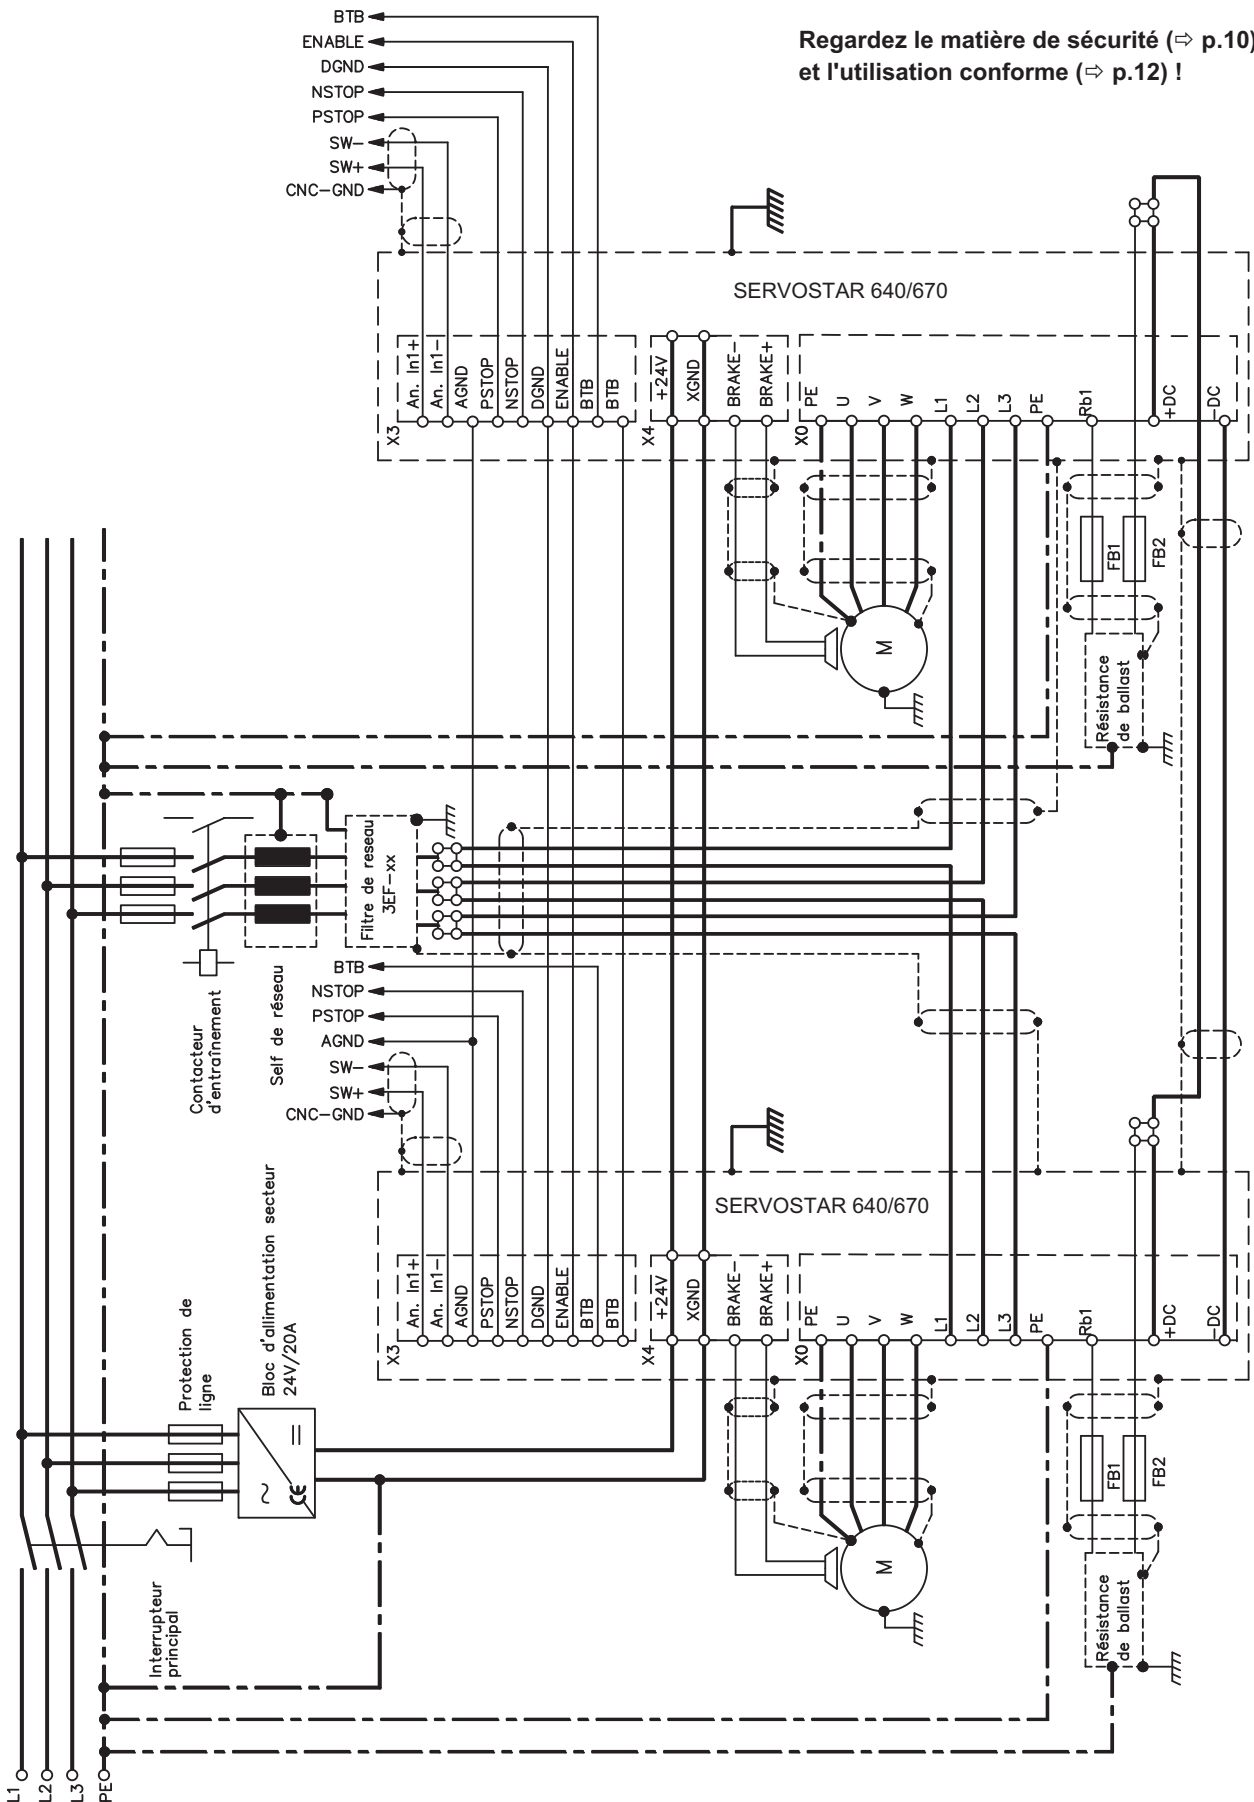 Regardez le matière de sécurité (⇨ p.10)
et l'utilisation conforme (⇨ p.12) !
BTB
ENABLE
DGND
NSTOP
PSTOP
SW-
SW+
CNC-GND
SERVOSTAR 640/670
X3
An. In1+
An. In1-
AGND
PSTOP
NSTOP
DGND
ENABLE
BTB
BTB
X4
+24V
XGND
BRAKE-
BRAKE+
X0
PE
U
V
W
L1
L2
L3
PE
Rb1
+DC
-DC
FB1
FB2
M
Résistance
de ballast
Filtre de reseau
3EF-xx
Contacteur
d'entraînement
Self de réseau
BTB
NSTOP
PSTOP
AGND
SW-
SW+
CNC-GND
SERVOSTAR 640/670
X3
An. In1+
An. In1-
AGND
PSTOP
NSTOP
DGND
ENABLE
BTB
BTB
X4
+24V
XGND
BRAKE-
BRAKE+
X0
PE
U
V
W
L1
L2
L3
PE
Rb1
+DC
-DC
Protection de
ligne
Bloc d'allimentation secteur
24V/20A
~
=
CE
FB1
FB2
M
Résistance
de ballast
Interrupteur
principal
L1
L2
L3
PE